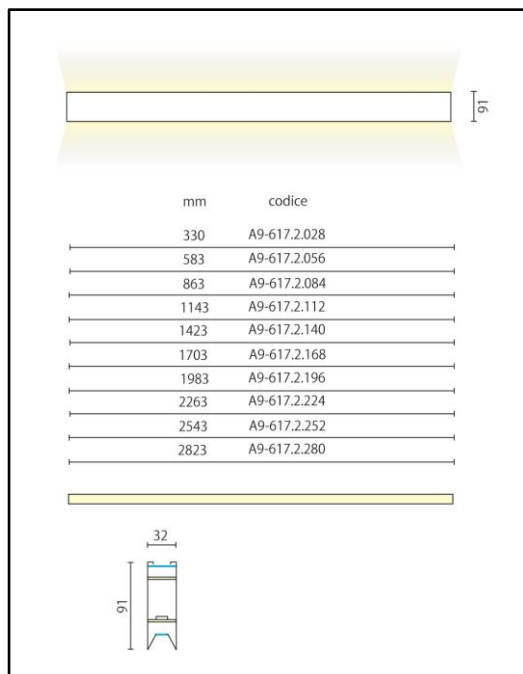 91
mm codice
330 A9-617.2.028
583 A9-617.2.056
863 A9-617.2.084
1143 A9-617.2.112
1423 A9-617.2.140
1703 A9-617.2.168
1983 A9-617.2.196
2263 A9-617.2.224
2543 A9-617.2.252
2823 A9-617.2.280
32
91